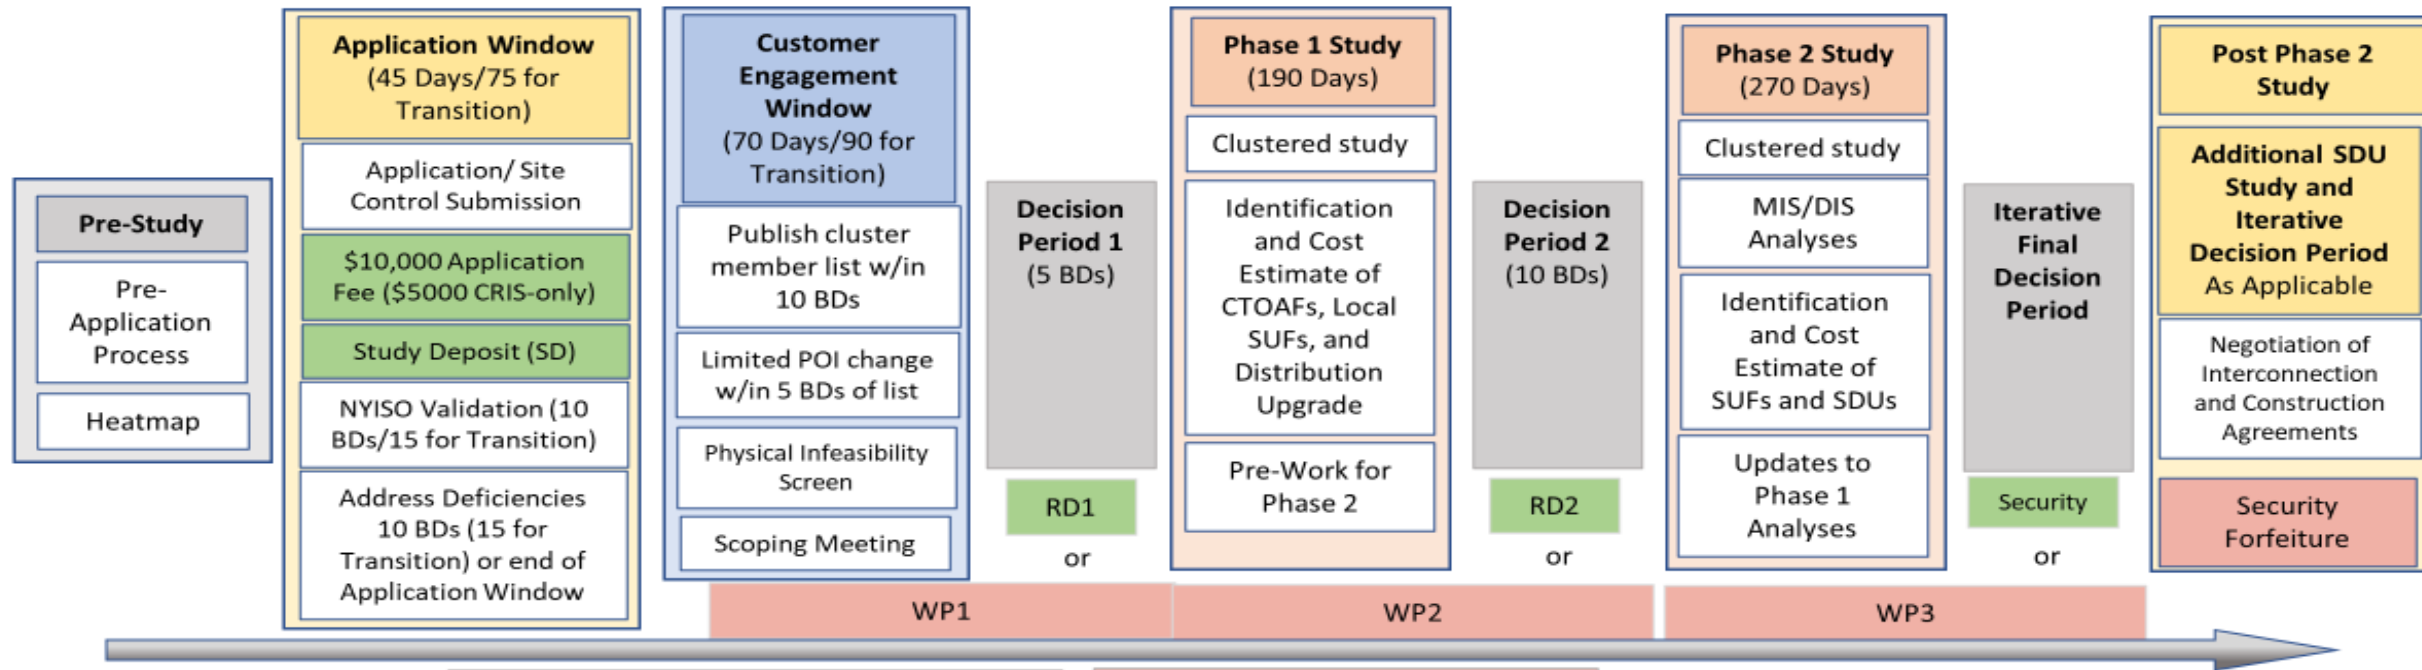 Pre-Study
Pre-
Application
Process
Heatmap
Application Window
(45 Days/75 for
Transition)
Application/ Site
Control Submission
$10,000 Application
Fee ($5000 CRIS-only)
Study Deposit (SD)
NYISO Validation (10
BDs/15 for Transition)
Address Deficiencies
10 BDs (15 for
Transition) or end of
Application Window
Customer
Engagement
Window
(70 Days/90 for
Transition)
Publish cluster
member list w/in
10 BDs
Limited POI change
w/in 5 BDs of list
Physical Infeasibility
Screen
Scoping Meeting
Decision
Period 1
(5 BDs)
RD1
or
WP1
Phase 1 Study
(190 Days)
Clustered study
Identification
and Cost
Estimate of
CTOAFs, Local
SUFs, and
Distribution
Upgrade
Pre-Work for
Phase 2
Decision
Period 2
(10 BDs)
RD2
or
WP2
Phase 2 Study
(270 Days)
Clustered study
MIS/DIS
Analyses
Identification
and Cost
Estimate of
SUFs and SDUs
Updates to
Phase 1
Analyses
Iterative
Final
Decision
Period
Security
or
WP3
Post Phase 2
Study
Additional SDU
Study and
Iterative
Decision Period
As Applicable
Negotiation of
Interconnection
and Construction
Agreements
Security
Forfeiture